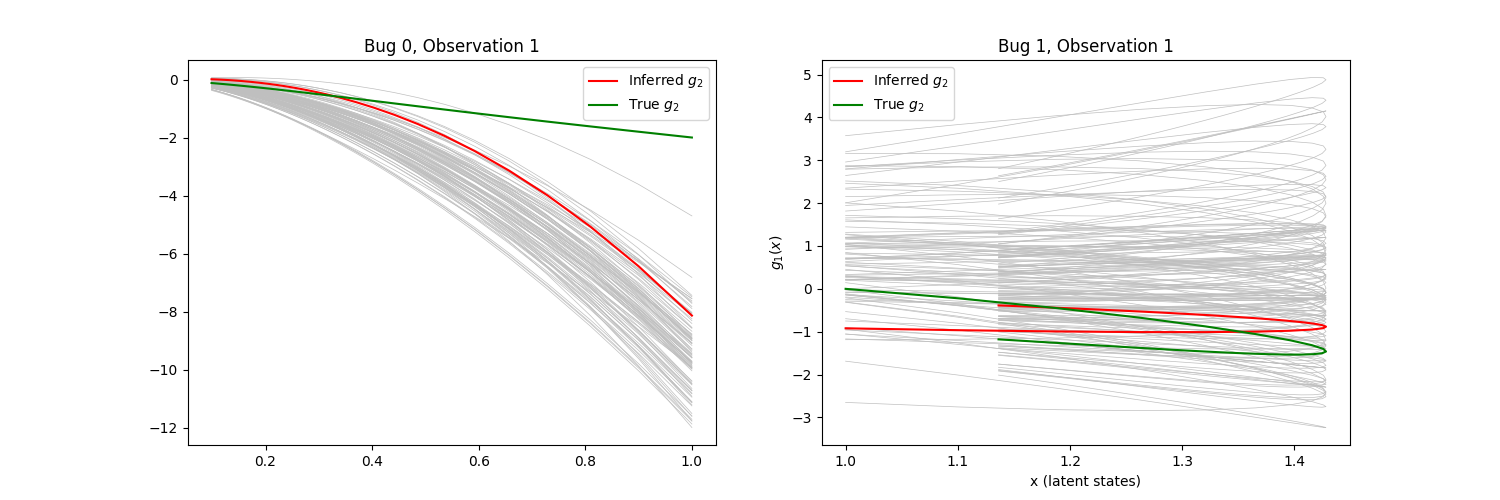 Bug 0, Observation 1
Inferred g₂
True g₂
0
−2
−4
−6
−8
−10
−12
0.2 0.4 0.6 0.8 1.0
Bug 1, Observation 1
Inferred g₂
True g₂
g₁(x)
5
4
3
2
1
0
−1
−2
−3
1.0 1.1 1.2 1.3 1.4
x (latent states)